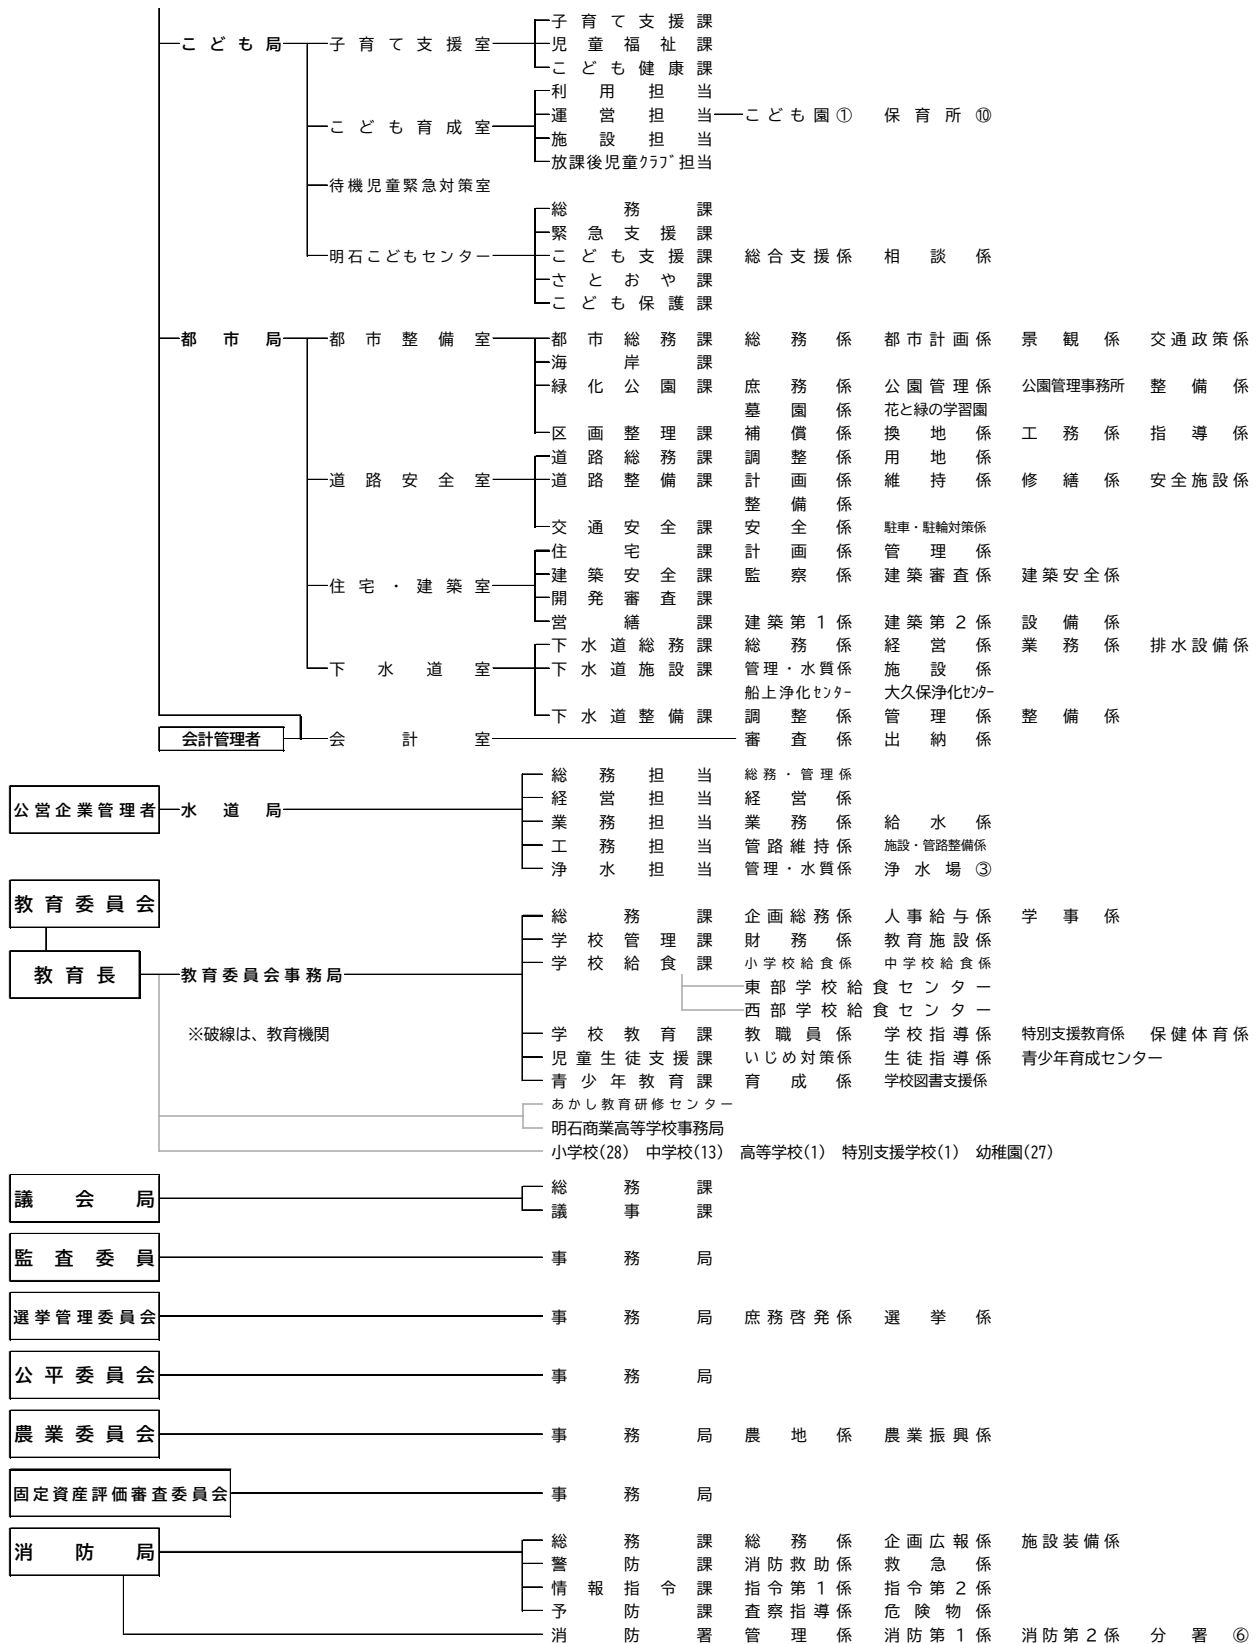 子育て支援課
こども局 子育て支援室 児童福祉課
こども健康課
利用担当
運営担当 こども園① 保育所⑩
こども育成室
施設担当
放課後児童ｸﾗﾌﾞ担当
待機児童緊急対策室
総務課
緊急支援課
明石こどもセンター こども支援課 総合支援係 相談係
さとおや課
こども保護課
都市局 都市整備室 都市総務課 総務係 都市計画係 景観係 交通政策係
海岸課
緑化公園課 庶務係 公園管理係 公園管理事務所 整備係
墓園係 花と緑の学習園
区画整理課 補償係 換地係 工務係 指導係
道路総務課 調整係 用地係
道路安全室 道路整備課 計画係 維持係 修繕係 安全施設係
整備係
交通安全課 安全係 駐車・駐輪対策係
住宅課 計画係 管理係
住宅・建築室 建築安全課 監察係 建築審査係 建築安全係
開発審査課
営繕課 建築第1係 建築第2係 設備係
下水道総務課 総務係 経営係 業務係 排水設備係
下水道室 下水道施設課 管理・水質係 施設係
船上浄化ｾﾝﾀｰ 大久保浄化ｾﾝﾀｰ
下水道整備課 調整係 管理係 整備係
会計管理者 会計室 審査係 出納係
総務担当 総務・管理係
経営担当 経営係
公営企業管理者 水道局 業務担当 業務係 給水係
工務担当 管路維持係 施設・管路整備係
浄水担当 管理・水質係 浄水場③
教育委員会
総務課 企画総務係 人事給与係 学事係
学校管理課 財務係 教育施設係
学校給食課 小学校給食係 中学校給食係
教育長 教育委員会事務局
東部学校給食センター
西部学校給食センター
※破線は、教育機関 学校教育課 教職員係 学校指導係 特別支援教育係 保健体育係
児童生徒支援課 いじめ対策係 生徒指導係 青少年育成センター
青少年教育課 育成係 学校図書支援係
あかし教育研修センター
明石商業高等学校事務局
小学校(28) 中学校(13) 高等学校(1) 特別支援学校(1) 幼稚園(27)
総務課
議会局
議事課
監査委員 事務局
選挙管理委員会 事務局 庶務啓発係 選挙係
公平委員会 事務局
農業委員会 事務局 農地係 農業振興係
固定資産評価審査委員会 事務局
消防局 総務課 総務係 企画広報係 施設装備係
警防課 消防救助係 救急係
情報指令課 指令第1係 指令第2係
予防課 査察指導係 危険物係
消防署 管理係 消防第1係 消防第2係 分署⑥